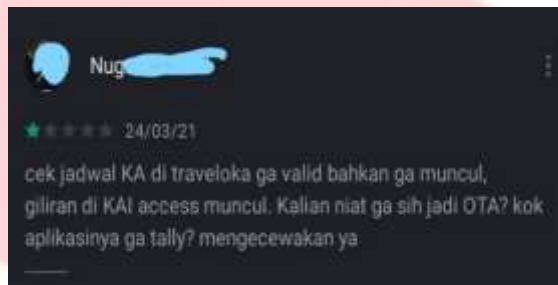 Nug
24/03/21
cek jadwal KA di traveloka ga valid bahkan ga muncul,
giliran di KAI access muncul. Kalian niat ga sih jadi OTA? kok
aplikasinya ga tally? mengecewakan ya